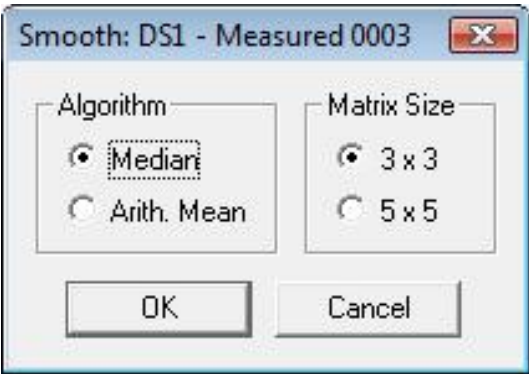 Smooth: DS1 - Measured 0003
Algorithm
Median
Arith. Mean
Matrix Size
3 x 3
5 x 5
OK
Cancel